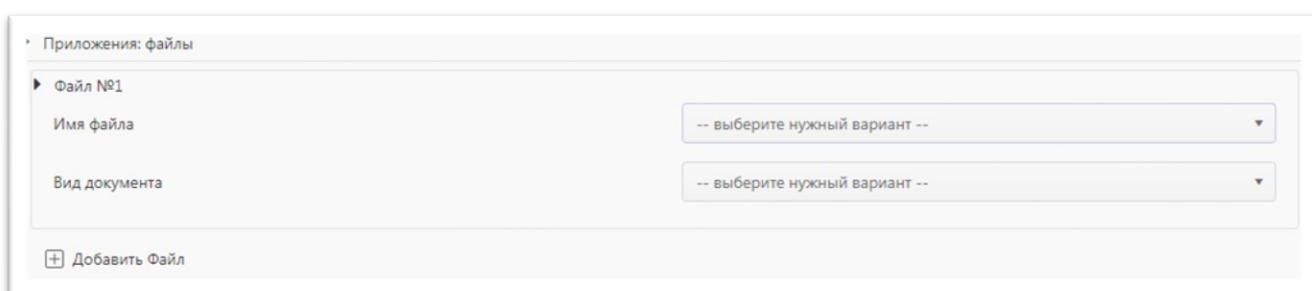 Приложения: файлы
Файл №1
Имя файла -- выберите нужный вариант --
Вид документа -- выберите нужный вариант --
Добавить Файл